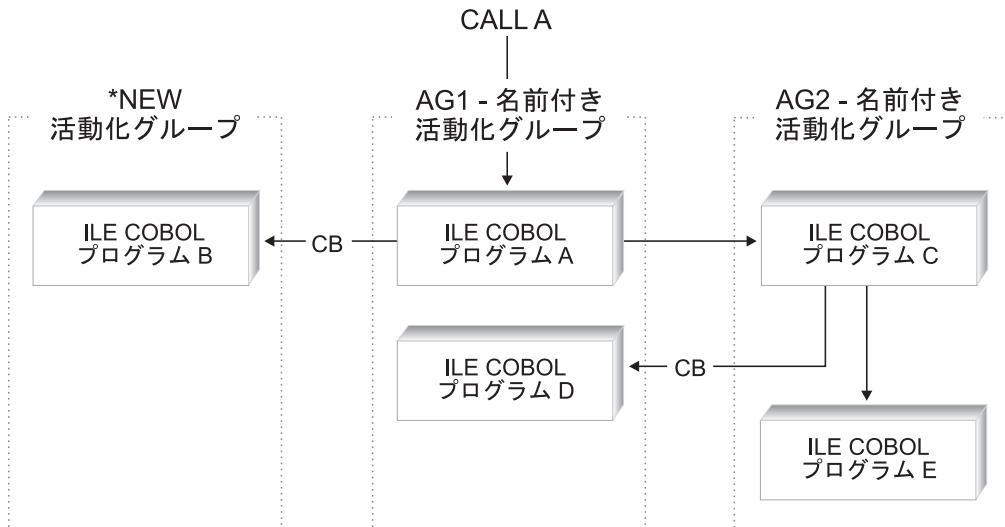 CALL A
*NEW
活動化グループ
AG1 - 名前付き
活動化グループ
AG2 - 名前付き
活動化グループ
ILE COBOL
プログラム B
CB
ILE COBOL
プログラム A
ILE COBOL
プログラム C
ILE COBOL
プログラム D
CB
ILE COBOL
プログラム E